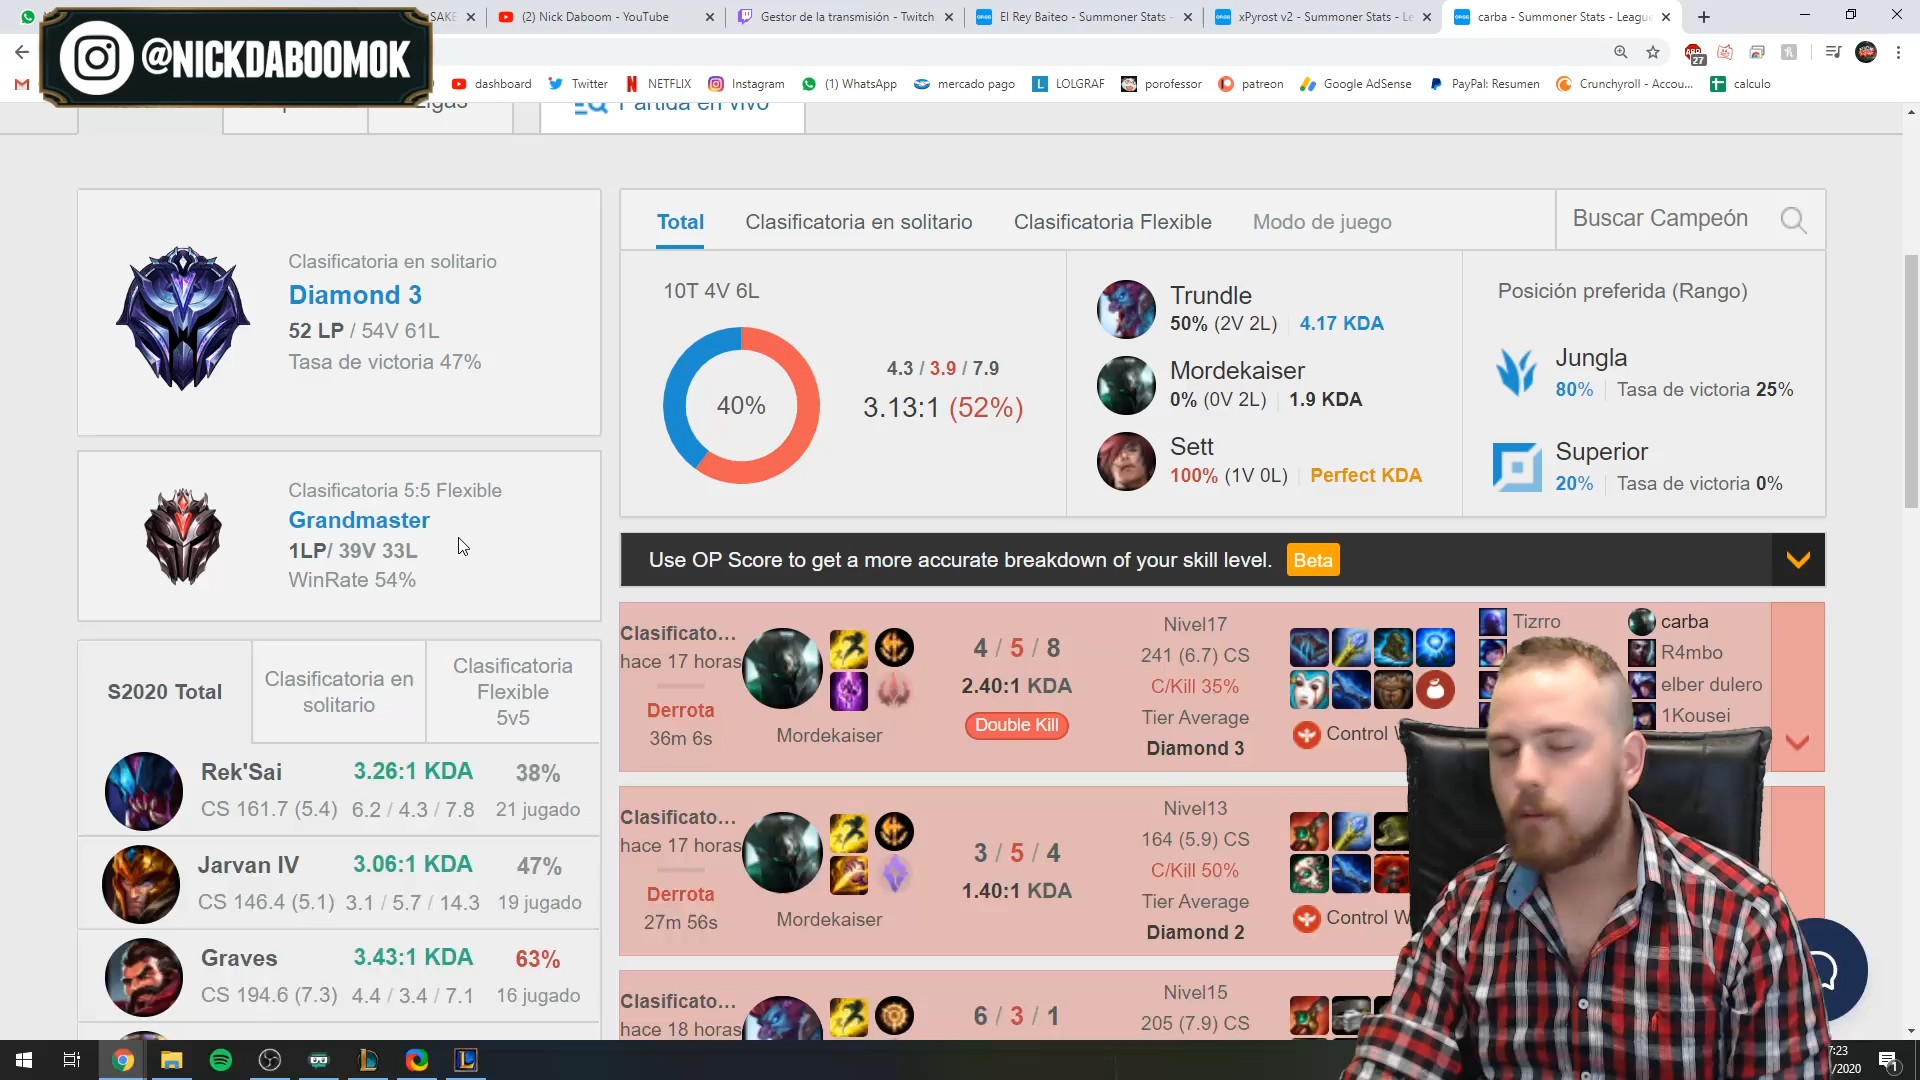 SAKE
(2) Nick Daboom - YouTube
Gestor de la transmisión - Twitch
El Rey Baiteo - Summoner Stats -
xPyrost v2 - Summoner Stats - Le
carba - Summoner Stats - League
@NICKDABOOMOK
27
dashboard
Twitter
NETFLIX
Instagram
(1) WhatsApp
mercado pago
LOLGRAF
porofessor
patreon
Google AdSense
PayPal: Resumen
Crunchyroll - Accou...
calculo
Ligas
Partida en vivo
Clasificatoria en solitario
Diamond 3
52 LP / 54V 61L
Tasa de victoria 47%
Clasificatoria 5:5 Flexible
Grandmaster
1LP/ 39V 33L
WinRate 54%
S2020 Total
Clasificatoria en solitario
Clasificatoria Flexible 5v5
Rek'Sai
CS 161.7 (5.4)
3.26:1 KDA
6.2 / 4.3 / 7.8
38%
21 jugado
Jarvan IV
CS 146.4 (5.1)
3.06:1 KDA
3.1 / 5.7 / 14.3
47%
19 jugado
Graves
CS 194.6 (7.3)
3.43:1 KDA
4.4 / 3.4 / 7.1
63%
16 jugado
Total
Clasificatoria en solitario
Clasificatoria Flexible
Modo de juego
Buscar Campeón
10T 4V 6L
40%
4.3 / 3.9 / 7.9
3.13:1 (52%)
Trundle
50% (2V 2L) 4.17 KDA
Mordekaiser
0% (0V 2L) 1.9 KDA
Sett
100% (1V 0L) Perfect KDA
Posición preferida (Rango)
Jungla
80% Tasa de victoria 25%
Superior
20% Tasa de victoria 0%
Use OP Score to get a more accurate breakdown of your skill level. Beta
Clasificato...
hace 17 horas
Derrota
36m 6s
Mordekaiser
4 / 5 / 8
2.40:1 KDA
Double Kill
Nivel17
241 (6.7) CS
C/Kill 35%
Tier Average
Diamond 3
Control W
Tizrro
carba
R4mbo
elber dulero
1Kousei
Clasificato...
hace 17 horas
Derrota
27m 56s
Mordekaiser
3 / 5 / 4
1.40:1 KDA
Nivel13
164 (5.9) CS
C/Kill 50%
Tier Average
Diamond 2
Control W
Clasificato...
hace 18 horas
6 / 3 / 1
Nivel15
205 (7.9) CS
7:23
/2020
1